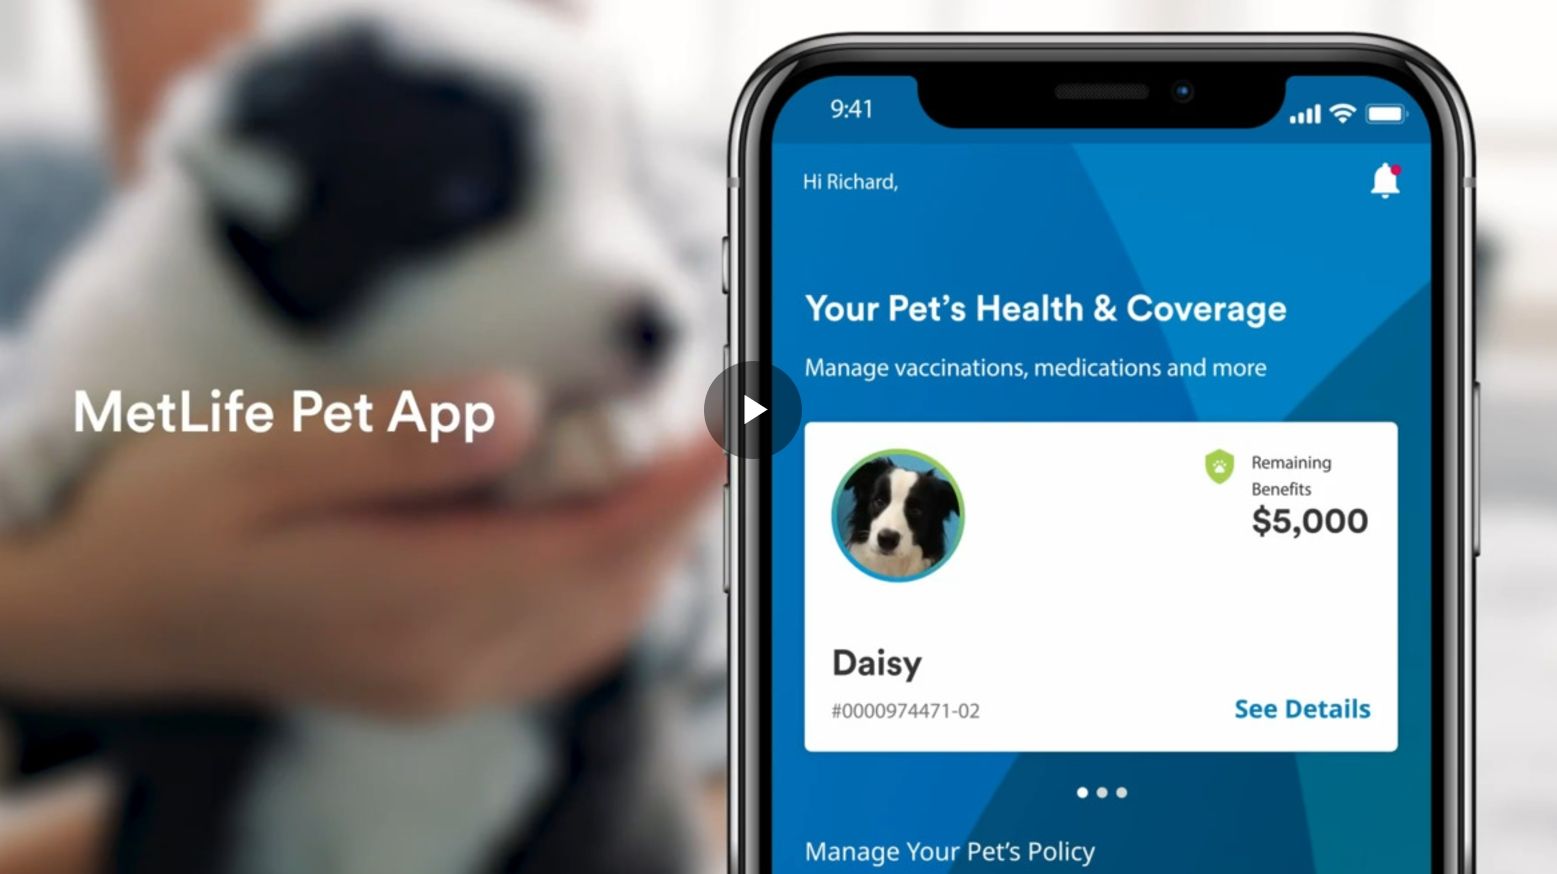 MetLife Pet App
9:41
Hi Richard,
Your Pet’s Health & Coverage
Manage vaccinations, medications and more
Remaining
Benefits
$5,000
Daisy
#0000974471-02
See Details
Manage Your Pet’s Policy